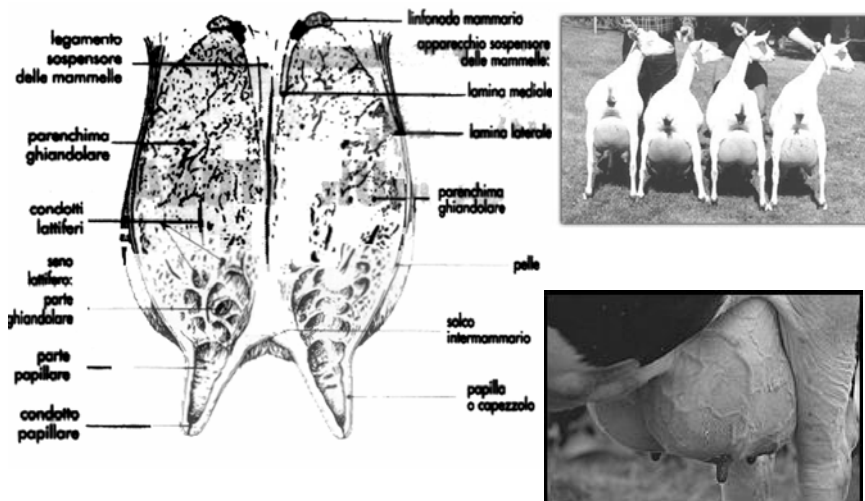 legamento
sospensore
delle mammelle
parenchima
ghiandolare
condotti
lattiferi
seno
lattifero:
parte
ghiandolare
parte
papillare
condotto
papillare
linfonodo mammario
apparecchio sospensore
delle mammelle:
lamina mediale
lamina laterale
parenchima
ghiandolare
pelle
solco
intermammario
papilla
o capezzolo